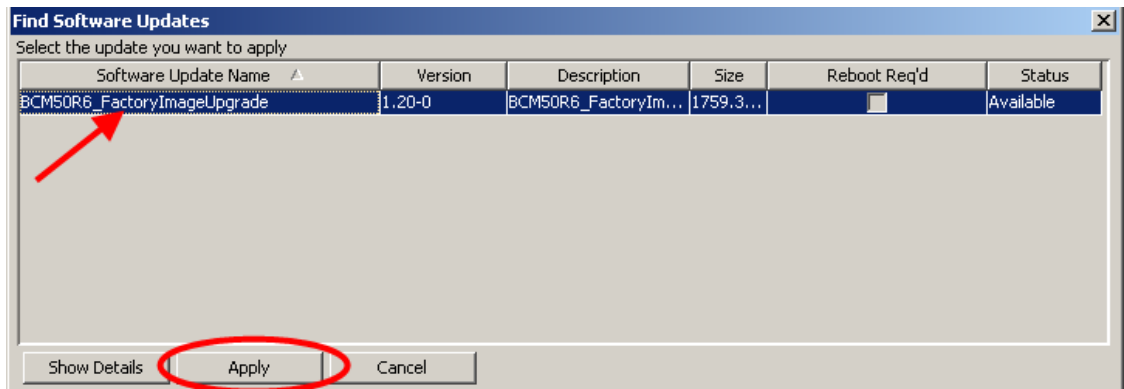 Find Software Updates
Select the update you want to apply
Software Update Name Version Description Size Reboot Req'd Status
BCM50R6_FactoryImageUpgrade 1.20-0 BCM50R6_FactoryIm... 1759.3... Available
Show Details Apply Cancel